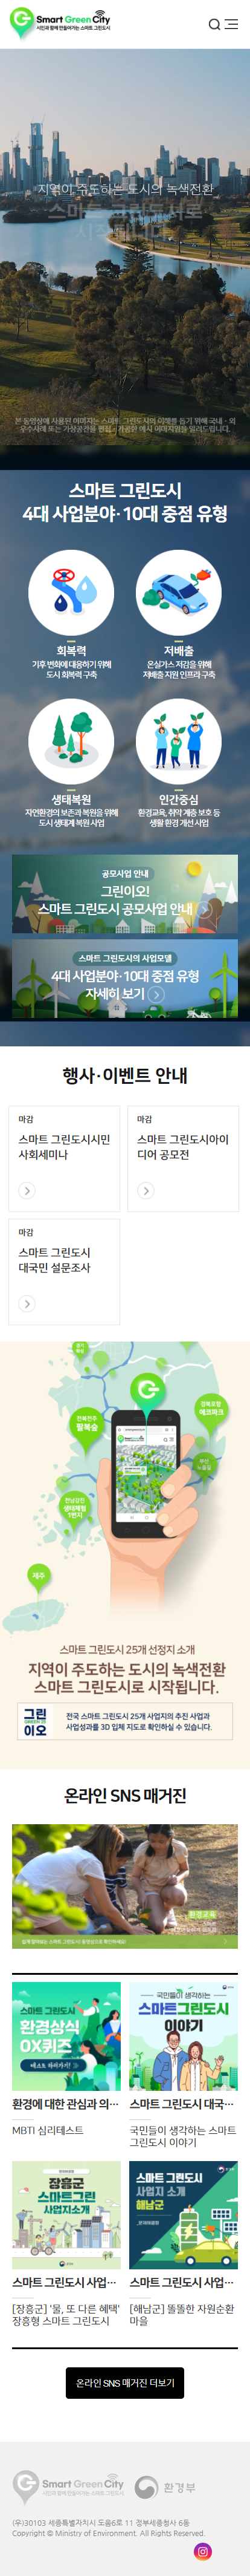 Smart Green City
시민과 함께 만들어가는 스마트 그린도시
지역이 주도하는 도시의 녹색전환
스마트 그린도시로
시작됩니다.
본 동영상에 사용된 이미지는 스마트 그린도시의 이해를 돕기 위해 국내·외
우수사례 또는 가상공간을 편집·가공한 예시 이미지임을 알려드립니다.
스마트 그린도시
4대 사업분야·10대 중점 유형
회복력
기후 변화에 대응하기 위해
도시 회복력 구축
저배출
온실가스 저감을 위해
저배출 지원 인프라 구축
생태복원
자연환경의 보존과 복원을 위해
도시 생태계 복원 사업
인간중심
환경교육, 취약 계층 보호 등
생활 환경 개선 사업
공모사업 안내
그린이오!
스마트 그린도시 공모사업 안내
스마트 그린도시의 사업모델
4대 사업분야·10대 중점 유형
자세히 보기
행사·이벤트 안내
마감
스마트 그린도시시민
사회세미나
마감
스마트 그린도시아이
디어 공모전
마감
스마트 그린도시
대국민 설문조사
전북전주
탈목숲
경북포항
에코파크
부산
전남강진
생태체험
1번지
제주
스마트 그린도시 25개 선정지 소개
지역이 주도하는 도시의 녹색전환
스마트 그린도시로 시작됩니다.
그린
이오
전국 스마트 그린도시 25개 사업지의 추진 사업과
사업성과를 3D 입체 지도로 확인하실 수 있습니다.
온라인 SNS 매거진
환경교육
스마트 그린도시
환경상식
OX퀴즈
테스트 하러가기!
국민들이 생각하는
스마트그린도시
이야기
환경에 대한 관심과 의…
MBTI 심리테스트
스마트 그린도시 대국…
국민들이 생각하는 스마트
그린도시 이야기
장흥군
스마트그린
사업지소개
스마트 그린도시
사업지 소개
해남군
스마트 그린도시 사업…
[장흥군] '물, 또 다른 혜택'
장흥형 스마트 그린도시
스마트 그린도시 사업…
[해남군] 똘똘한 자원순환
마을
온라인 SNS 매거진 더보기
Smart Green City
시민과 함께 만들어가는 스마트 그린도시
환경부
(우)30103 세종특별자치시 도움6로 11 정부세종청사 6동
Copyright © Ministry of Environment. All Rights Reserved.